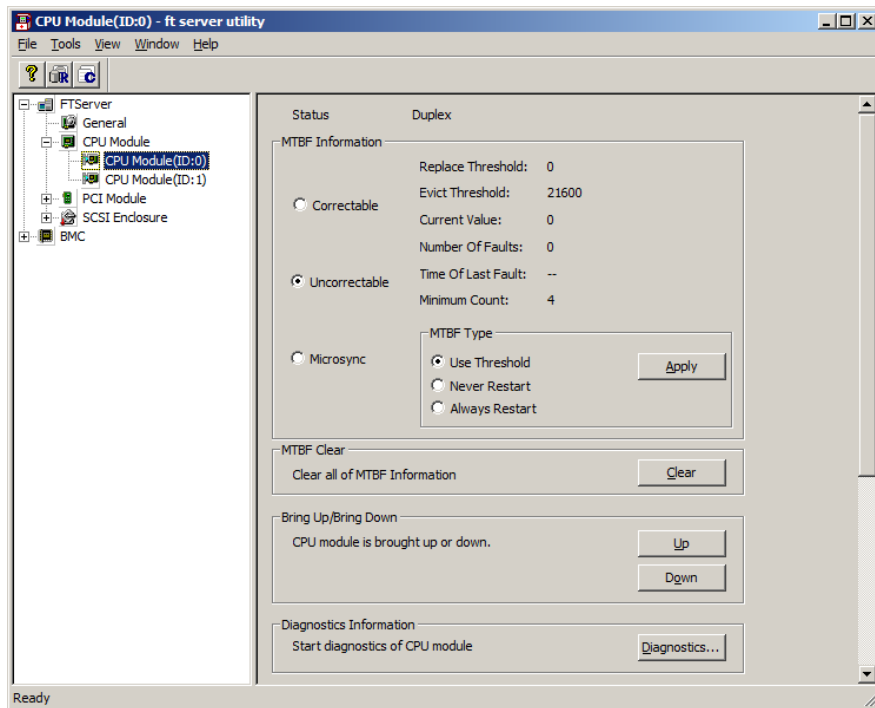 CPU Module(ID:0) - ft server utility
File Tools View Window Help
FTServer
General
CPU Module
CPU Module(ID:0)
CPU Module(ID:1)
PCI Module
SCSI Enclosure
BMC
Status Duplex
MTBF Information
Replace Threshold: 0
Evict Threshold: 21600
Correctable
Current Value: 0
Number Of Faults: 0
Time Of Last Fault: --
Uncorrectable
Minimum Count: 4
MTBF Type
Microsync
Use Threshold
Apply
Never Restart
Always Restart
MTBF Clear
Clear all of MTBF Information
Clear
Bring Up/Bring Down
CPU module is brought up or down.
Up
Down
Diagnostics Information
Start diagnostics of CPU module
Diagnostics...
Ready